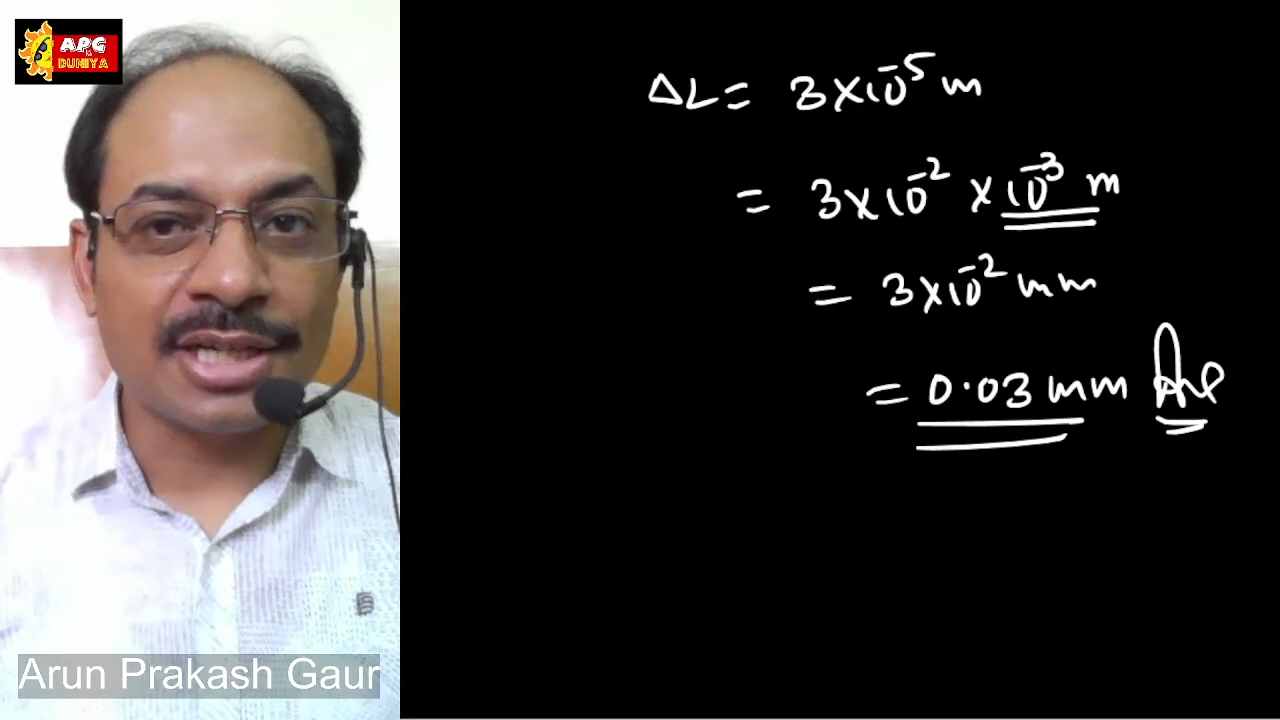 APG
ki
DUNIYA
ΔL = 3×10⁻⁵ m
= 3×10⁻² × 10⁻³ m
= 3×10⁻² mm
= 0.03 mm Ans
Arun Prakash Gaur